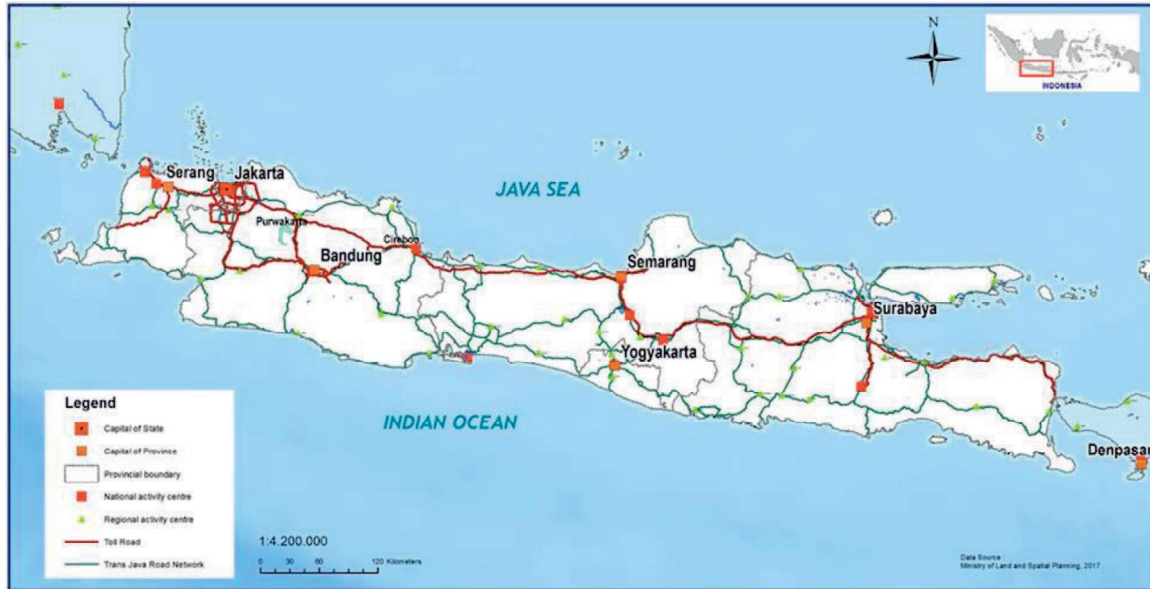 N
INDONESIA
Serang
Jakarta
JAVA SEA
Purwakarta
Cirebon
Bandung
Semarang
Surabaya
Yogyakarta
INDIAN OCEAN
Denpasar
Legend
Capital of State
Capital of Province
Provincial boundary
National activity centre
Regional activity centre
Toll Road
Trans Java Road Network
1:4.200.000
0 30 60 120 Kilometers
Data Source :
Ministry of Land and Spatial Planning, 2017